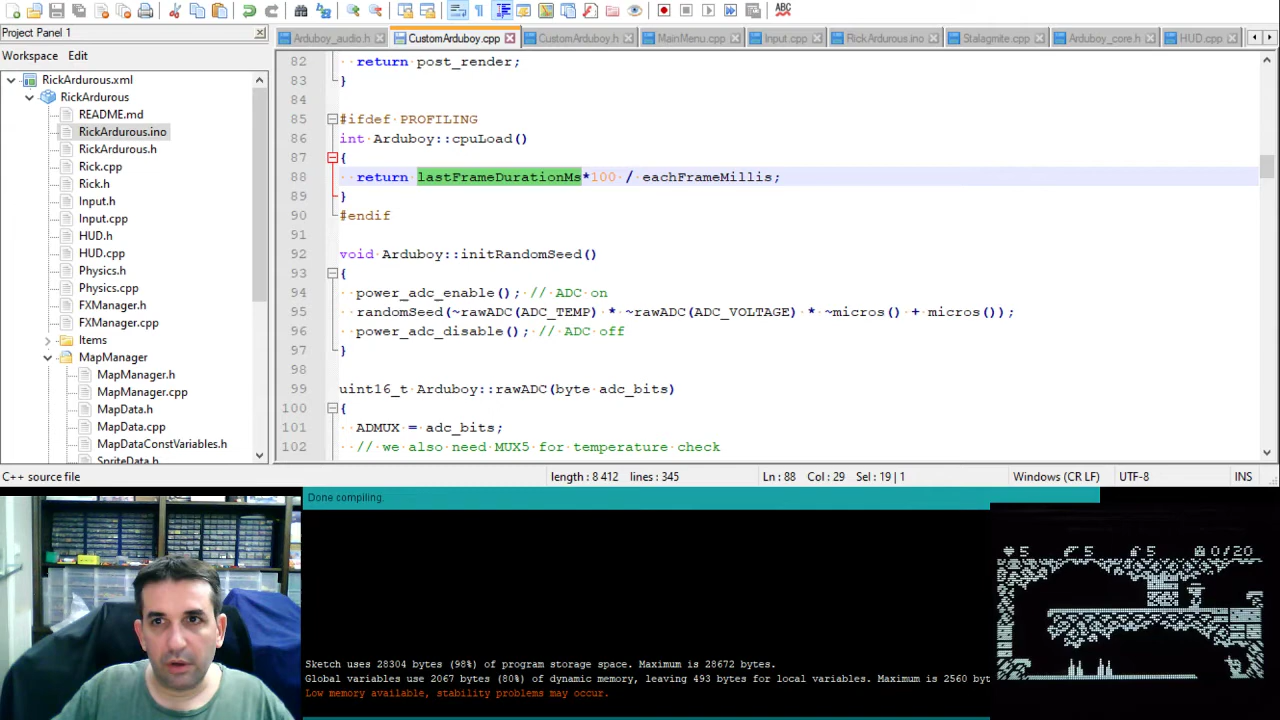 ABC
Project Panel 1
Arduboy_audio.h
CustomArduboy.cpp
CustomArduboy.h
MainMenu.cpp
Input.cpp
RickArdurous.ino
Stalagmite.cpp
Arduboy_core.h
HUD.cpp
Workspace Edit
RickArdurous.xml
RickArdurous
README.md
RickArdurous.ino
RickArdurous.h
Rick.cpp
Rick.h
Input.h
Input.cpp
HUD.h
HUD.cpp
Physics.h
Physics.cpp
FXManager.h
FXManager.cpp
Items
MapManager
MapManager.h
MapManager.cpp
MapData.h
MapData.cpp
MapDataConstVariables.h
SpriteData.h
82 return post_render;
83 }
84
85 #ifdef PROFILING
86 int Arduboy::cpuLoad()
87 {
88 return lastFrameDurationMs*100 / eachFrameMillis;
89 }
90 #endif
91
92 void Arduboy::initRandomSeed()
93 {
94 power_adc_enable(); // ADC on
95 randomSeed(~rawADC(ADC_TEMP) * ~rawADC(ADC_VOLTAGE) * ~micros() + micros());
96 power_adc_disable(); // ADC off
97 }
98
99 uint16_t Arduboy::rawADC(byte adc_bits)
100 {
101 ADMUX = adc_bits;
102 // we also need MUX5 for temperature check
C++ source file length : 8 412 lines : 345 Ln : 88 Col : 29 Sel : 19 | 1 Windows (CR LF) UTF-8 INS
Done compiling.
5 5 5 0/20
Sketch uses 28304 bytes (98%) of program storage space. Maximum is 28672 bytes.
Global variables use 2067 bytes (80%) of dynamic memory, leaving 493 bytes for local variables. Maximum is 2560 byt
Low memory available, stability problems may occur.